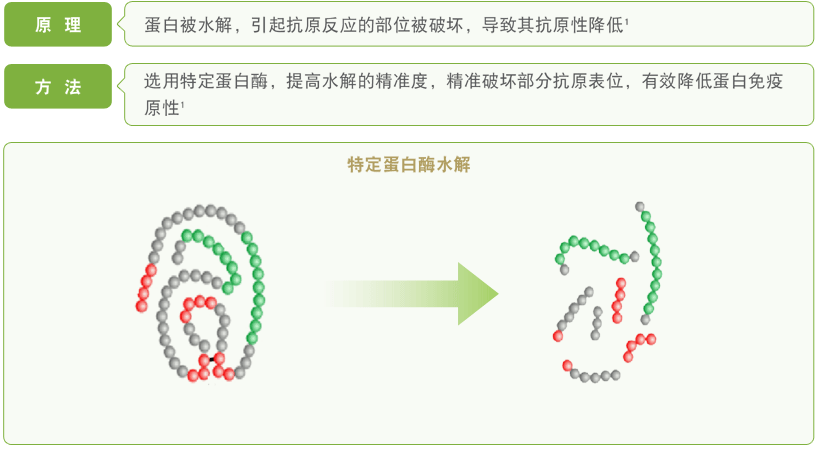 原 理
蛋白被水解，引起抗原反应的部位被破坏，导致其抗原性降低¹
方 法
选用特定蛋白酶，提高水解的精准度，精准破坏部分抗原表位，有效降低蛋白免疫
原性¹
特定蛋白酶水解